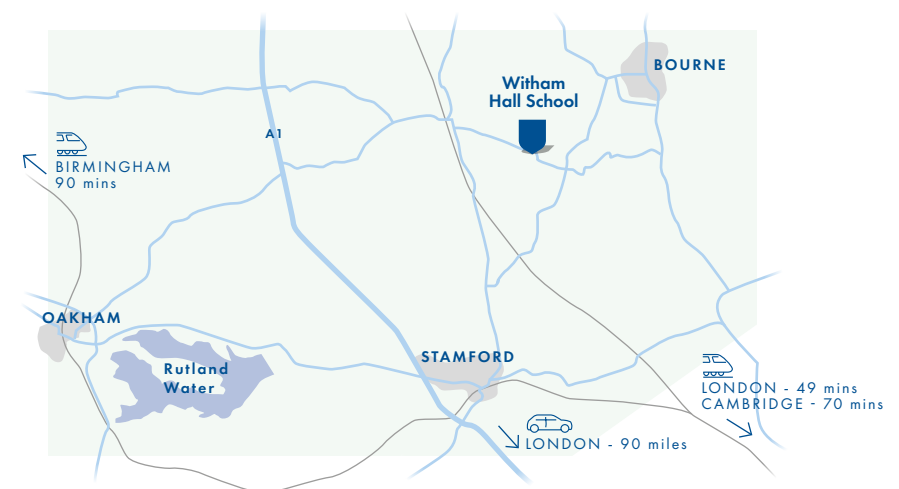 BOURNE
Witham
Hall School
A1
BIRMINGHAM
90 mins
OAKHAM
STAMFORD
Rutland
Water
LONDON - 49 mins
CAMBRIDGE - 70 mins
LONDON - 90 miles